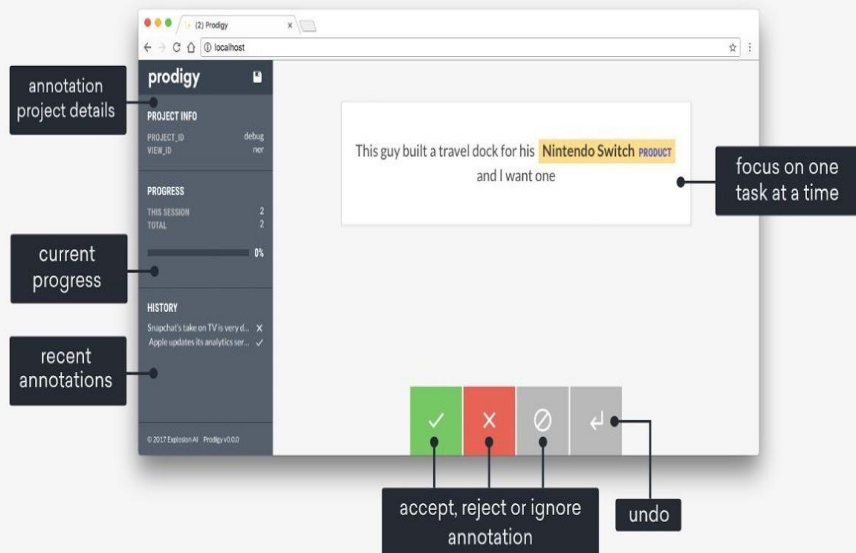 (2) Prodigy
localhost
prodigy
PROJECT INFO
PROJECT_ID debug
VIEW_ID ner
PROGRESS
THIS SESSION 2
TOTAL 2
0%
HISTORY
Snapchat's take on TV is very d...
Apple updates its analytics ser...
© 2017 Explosion AI Prodigy v0.0.0
This guy built a travel dock for his Nintendo Switch PRODUCT
and I want one
annotation
project details
current
progress
recent
annotations
focus on one
task at a time
accept, reject or ignore
annotation
undo